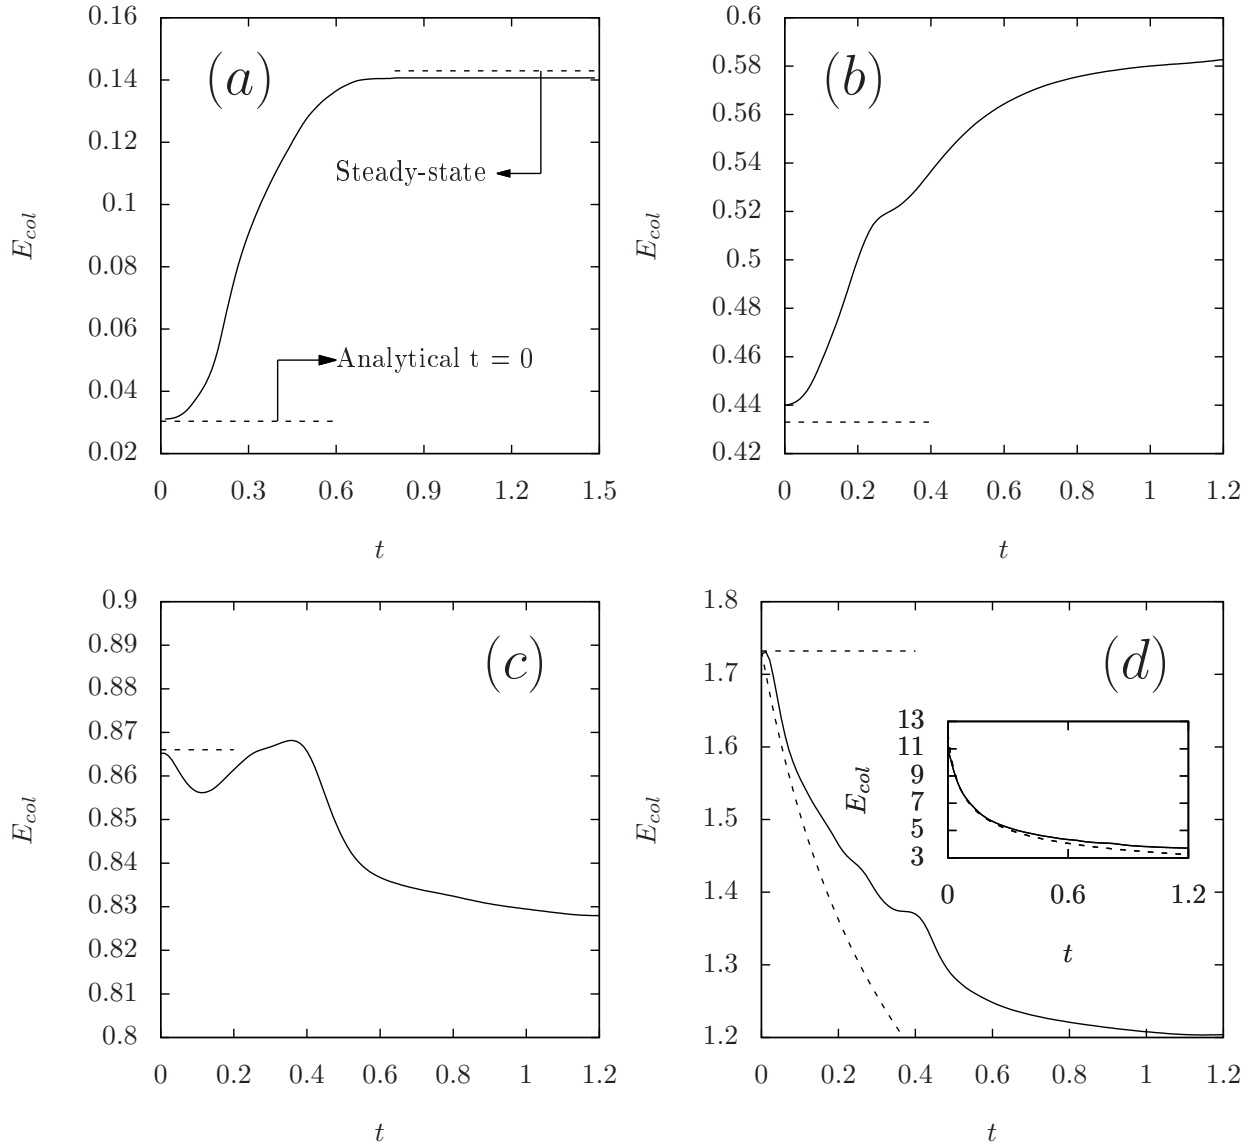 (a)
0.16
0.14
0.12
0.1
0.08
0.06
0.04
0.02
E_col
Steady-state
Analytical t = 0
0 0.3 0.6 0.9 1.2 1.5
t
(b)
0.6
0.58
0.56
0.54
0.52
0.5
0.48
0.46
0.44
0.42
E_col
0 0.2 0.4 0.6 0.8 1 1.2
t
(c)
0.9
0.89
0.88
0.87
0.86
0.85
0.84
0.83
0.82
0.81
0.8
E_col
0 0.2 0.4 0.6 0.8 1 1.2
t
(d)
1.8
1.7
1.6
1.5
1.4
1.3
1.2
E_col
13
11
9
7
5
3
E_col
0 0.6 1.2
t
0 0.2 0.4 0.6 0.8 1 1.2
t